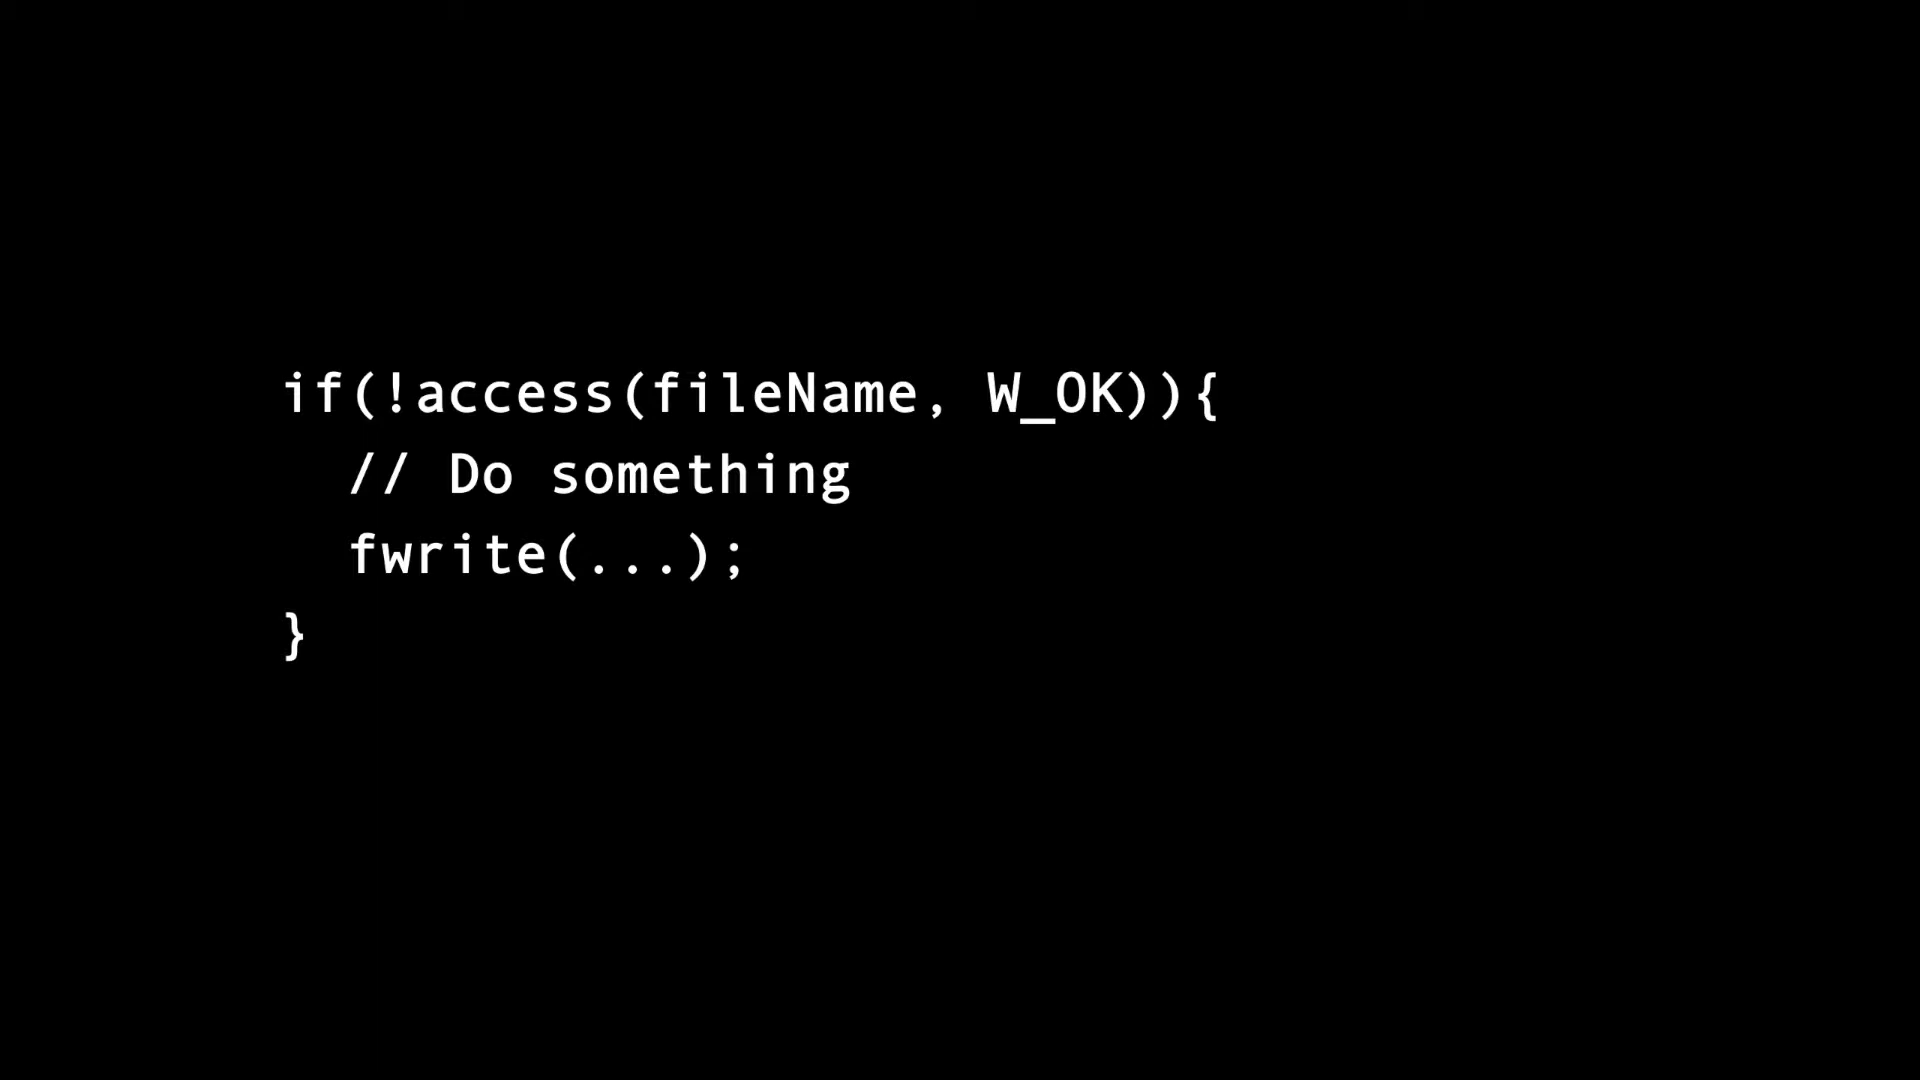 if(!access(fileName, W_OK)){
  // Do something
  fwrite(...);
}